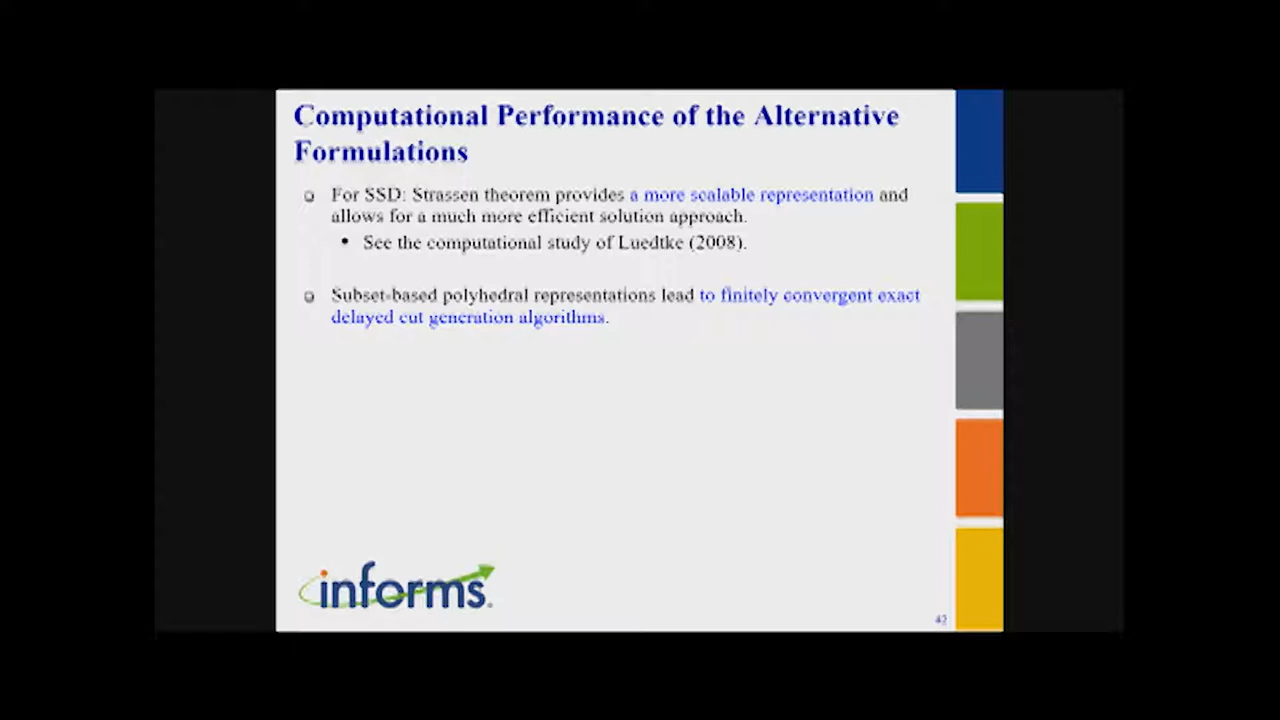 Computational Performance of the Alternative
Formulations
For SSD: Strassen theorem provides a more scalable representation and
allows for a much more efficient solution approach.
• See the computational study of Luedtke (2008).
Subset-based polyhedral representations lead to finitely convergent exact
delayed cut generation algorithms.
informs.
42